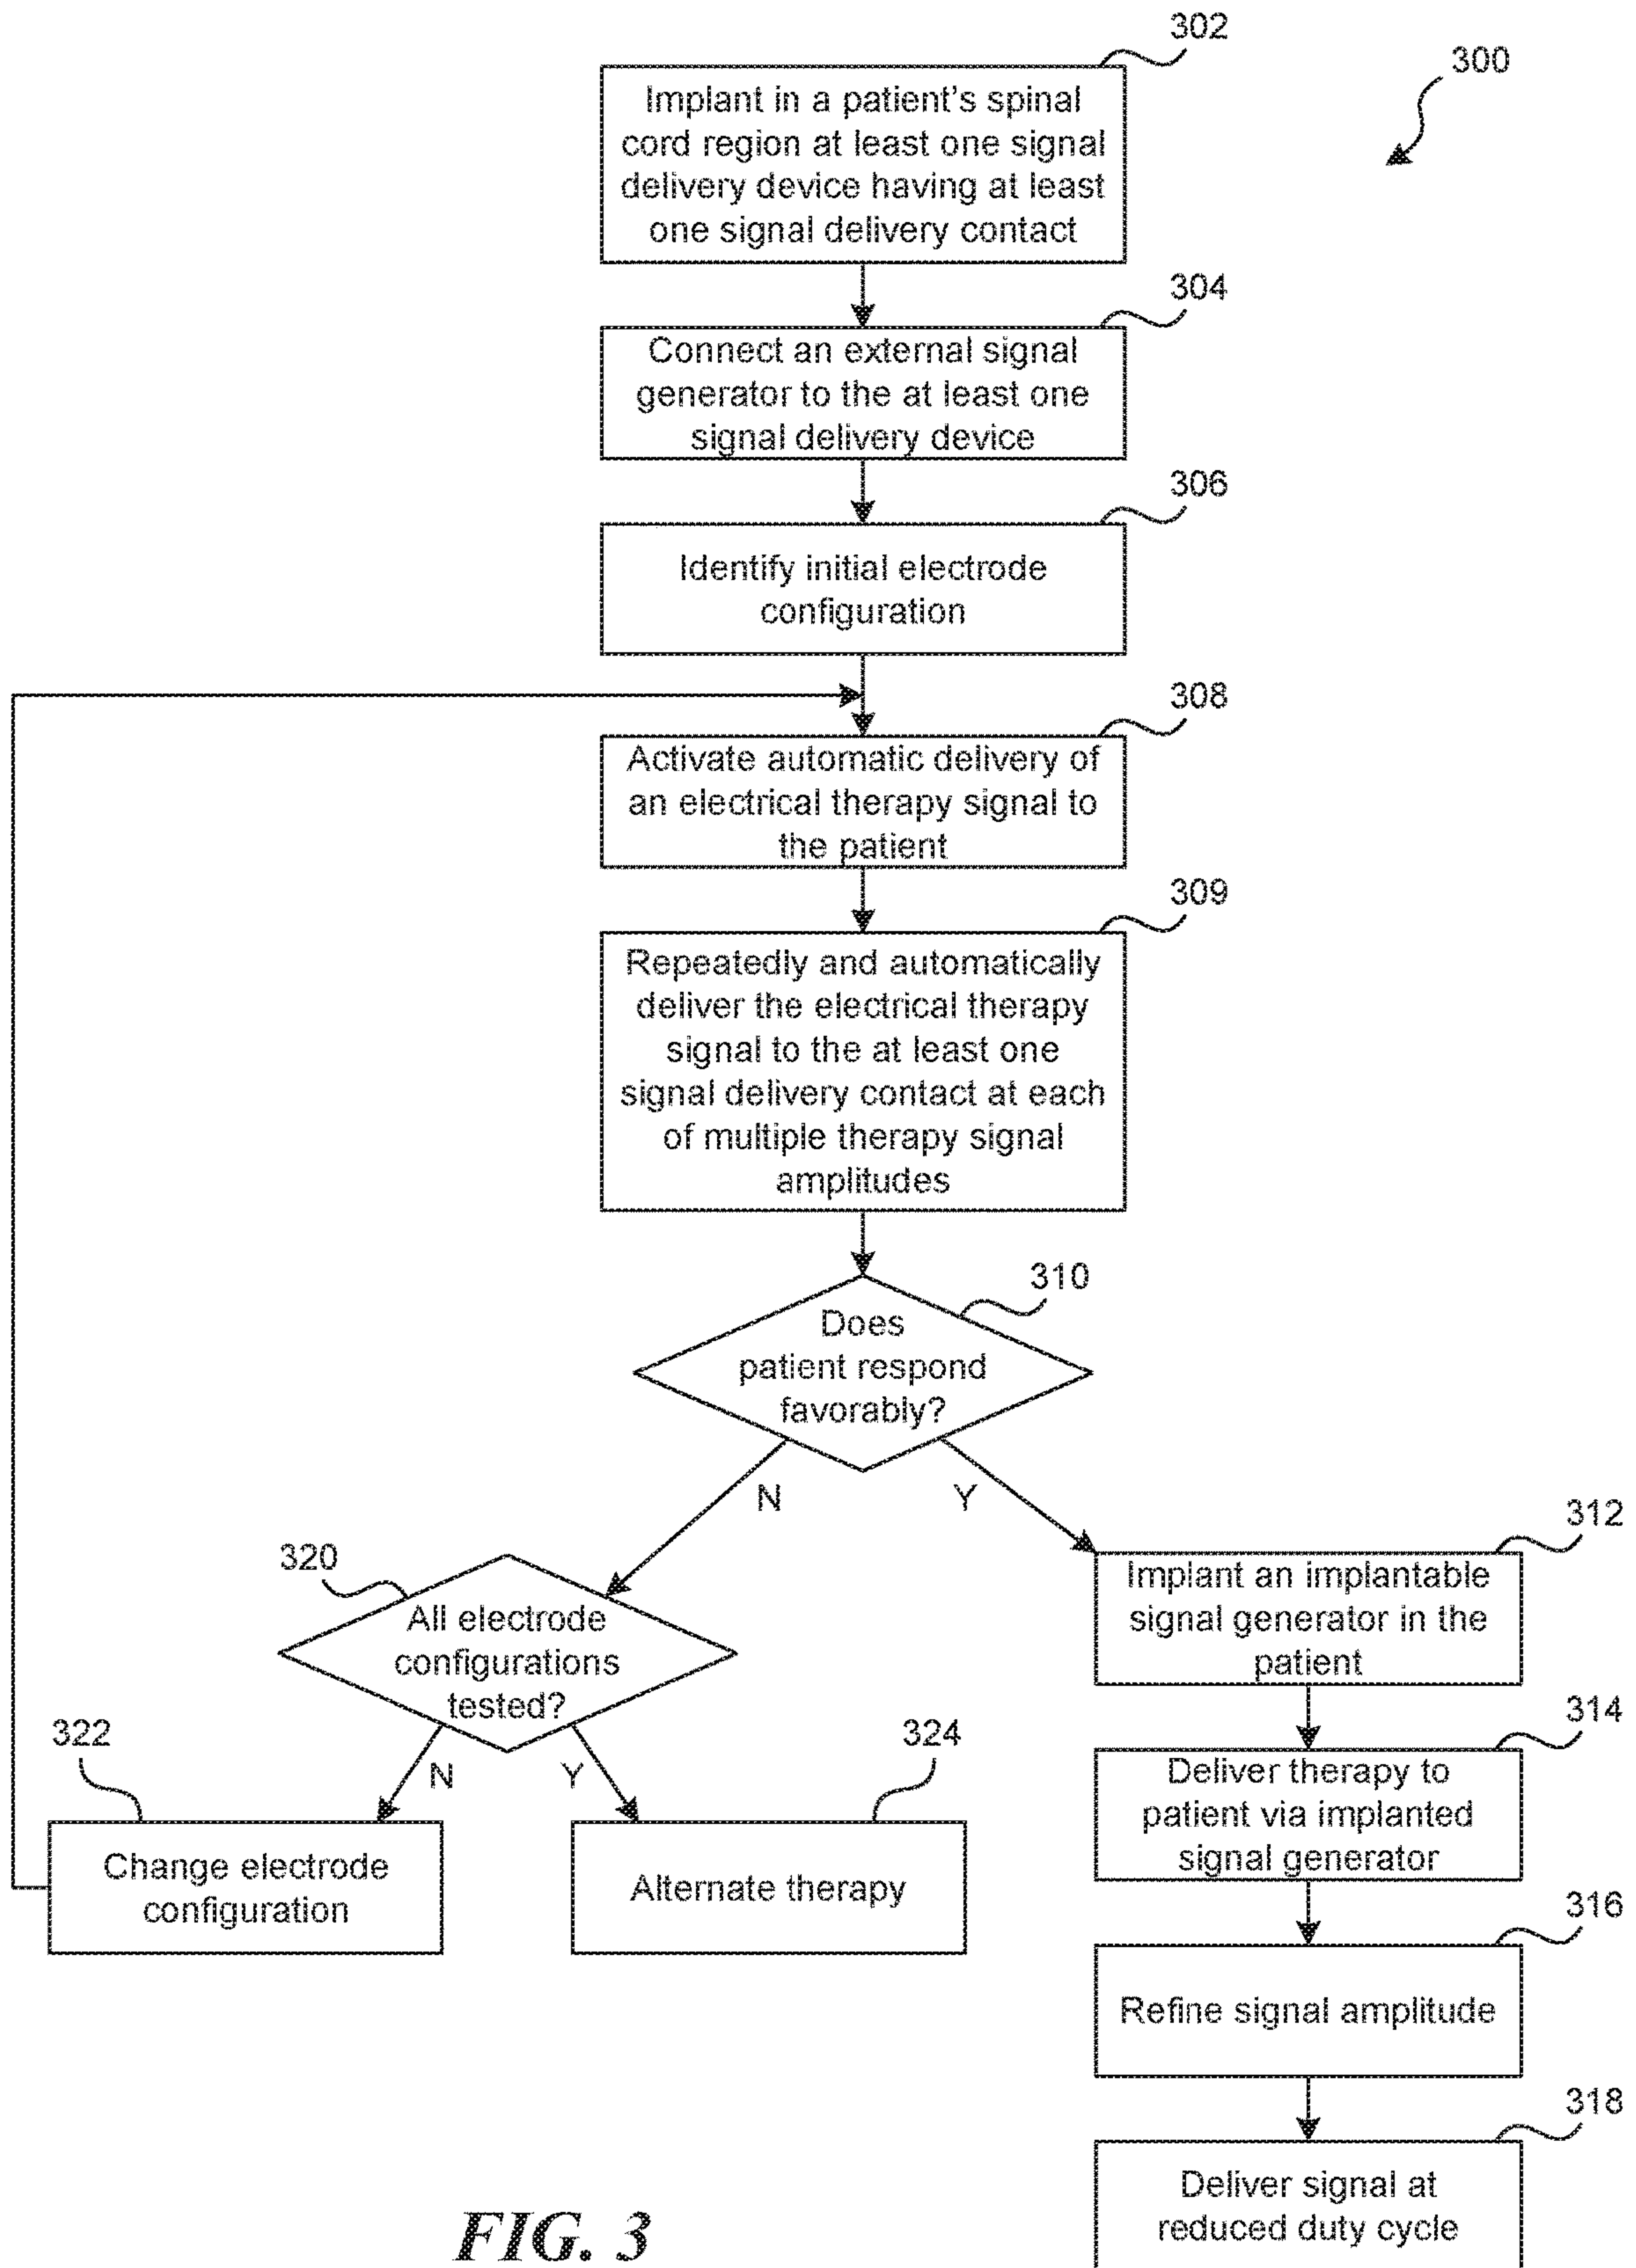 302
300
Implant in a patient's spinal
cord region at least one signal
delivery device having at least
one signal delivery contact
304
Connect an external signal
generator to the at least one
signal delivery device
306
Identify initial electrode
configuration
308
Activate automatic delivery of
an electrical therapy signal to
the patient
309
Repeatedly and automatically
deliver the electrical therapy
signal to the at least one
signal delivery contact at each
of multiple therapy signal
amplitudes
310
Does
patient respond
favorably?
N
Y
312
Implant an implantable
signal generator in the
patient
320
All electrode
configurations
tested?
N
Y
314
Deliver therapy to
patient via implanted
signal generator
322
Change electrode
configuration
324
Alternate therapy
316
Refine signal amplitude
318
Deliver signal at
reduced duty cycle
FIG. 3